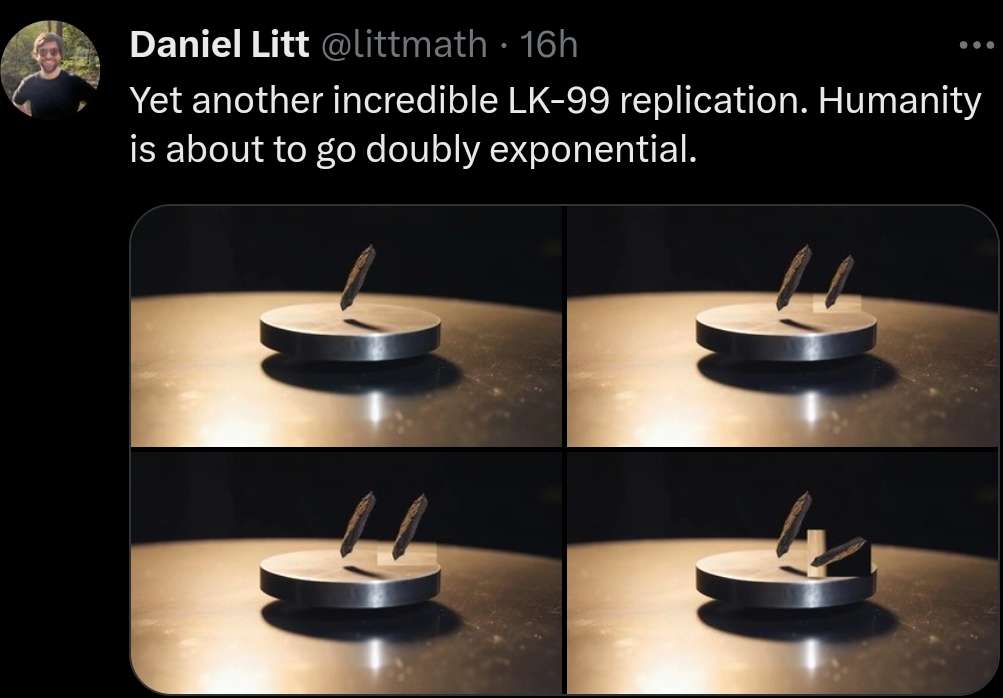 Daniel Litt @littmath · 16h
Yet another incredible LK-99 replication. Humanity
is about to go doubly exponential.